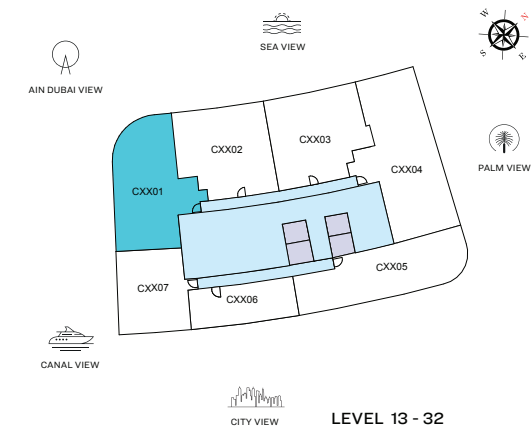 W
N
S
E
SEA VIEW
AIN DUBAI VIEW
CXX02
CXX03
CXX01
CXX04
PALM VIEW
CXX05
CXX07
CXX06
CANAL VIEW
CITY VIEW
LEVEL 13 - 32